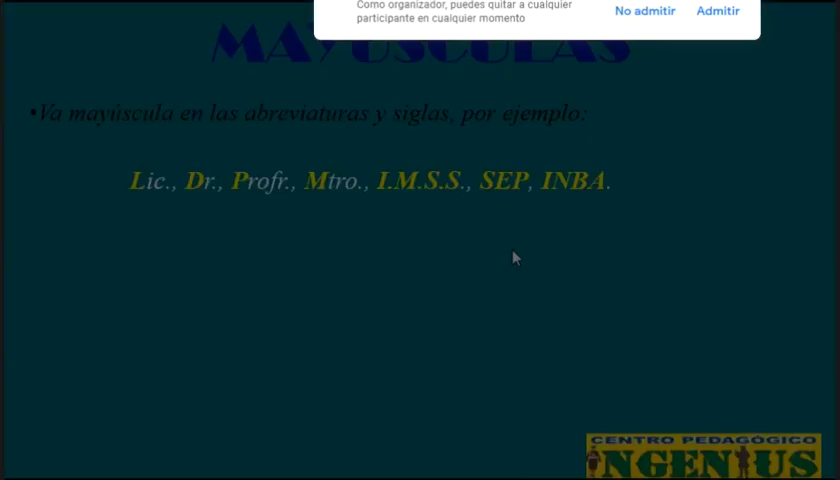 Como organizador, puedes quitar a cualquier
participante en cualquier momento
No admitir Admitir
MAYÚSCULAS
•Va mayúscula en las abreviaturas y siglas, por ejemplo:
Lic., Dr., Profr., Mtro., I.M.S.S., SEP, INBA.
CENTRO PEDAGÓGICO
INGENIUS